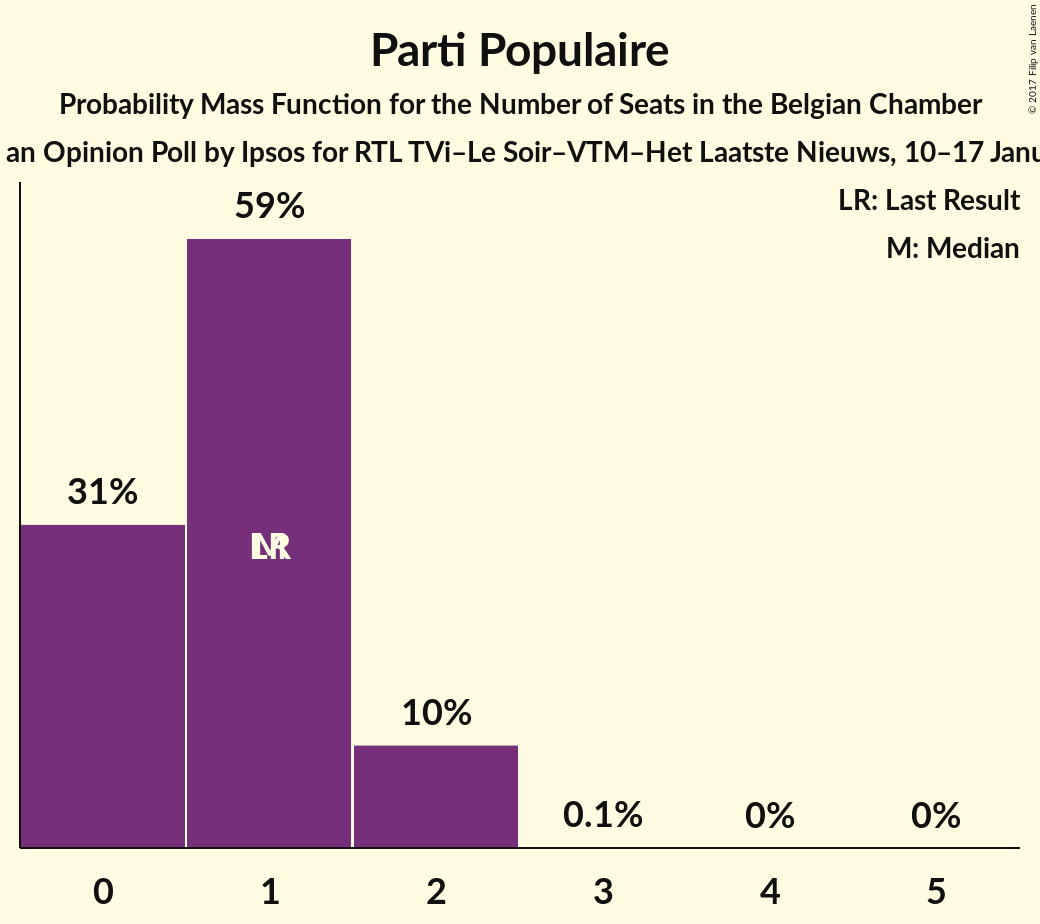 Parti Populaire
Probability Mass Function for the Number of Seats in the Belgian Chamber
an Opinion Poll by Ipsos for RTL TVi–Le Soir–VTM–Het Laatste Nieuws, 10–17
LR: Last Result
M: Median
59%
31%
LR
M
10%
0.1%
0%
0%
0
1
2
3
4
5
© 2017 Filip van Laenen